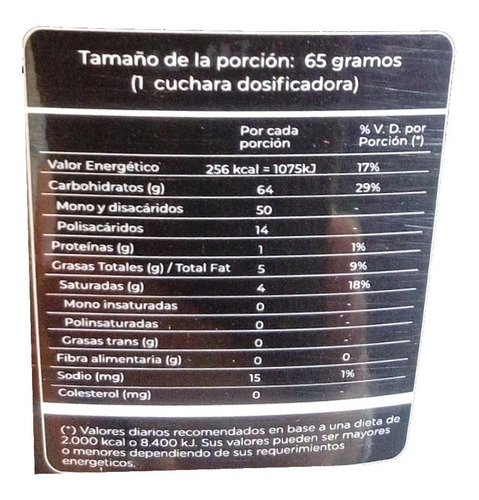 Tamaño de la porción: 65 gramos
(1 cuchara dosificadora)
Por cada porción % V. D. por Porción (*)
Valor Energético 256 kcal = 1075kJ 17%
Carbohidratos (g) 64 29%
Mono y disacáridos 50 -
Polisacáridos 14 -
Proteínas (g) 1 1%
Grasas Totales (g) / Total Fat 5 9%
Saturadas (g) 4 18%
Mono insaturadas 0 -
Polinsaturadas 0 -
Grasas trans (g) 0 -
Fibra alimentaria (g) 0 0
Sodio (mg) 15 1%
Colesterol (mg) 0 -
(*) Valores diarios recomendados en base a una dieta de
2.000 kcal o 8.400 kJ. Sus valores pueden ser mayores
o menores dependiendo de sus requerimientos
energeticos.